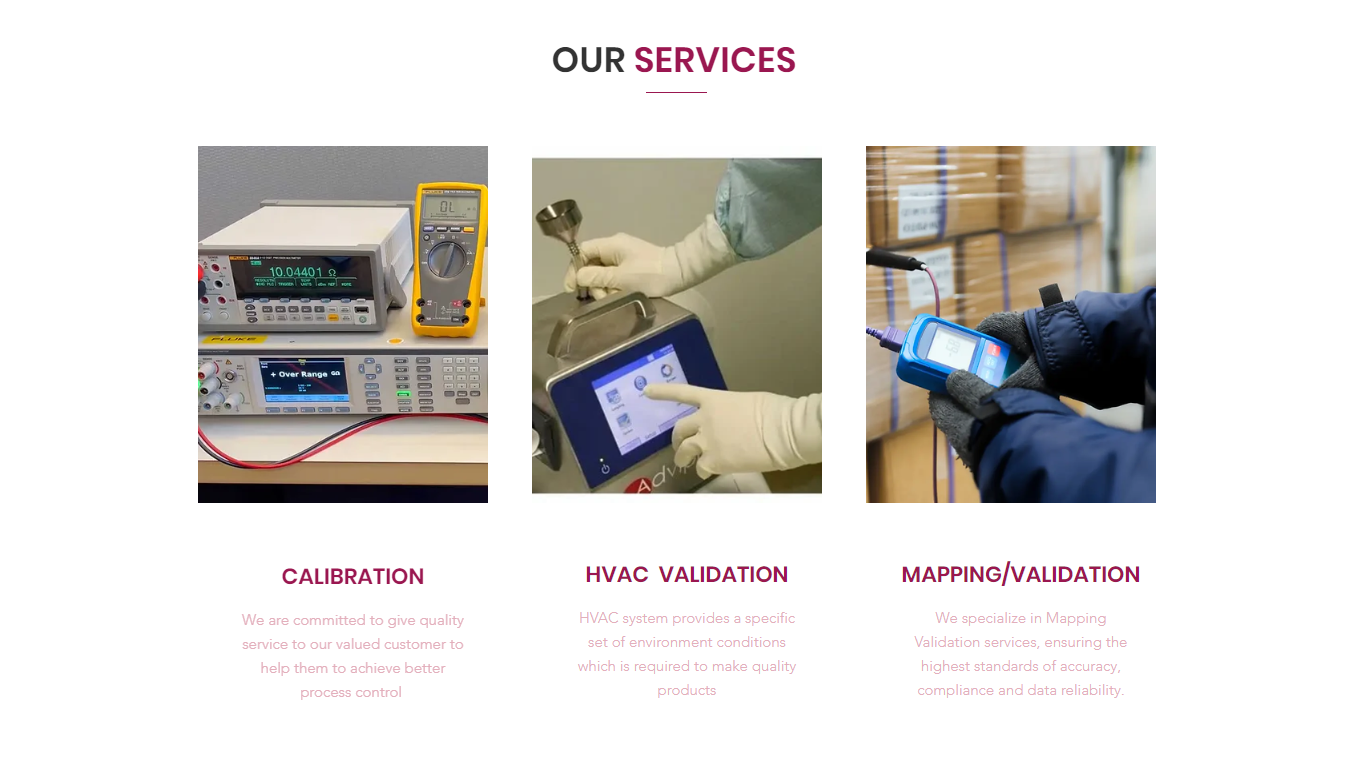 OUR SERVICES
OL
FLUKE
10.04401 Ω
FLUKE
+ Over Range GΩ
Adv
CALIBRATION
We are committed to give quality
service to our valued customer to
help them to achieve better
process control
HVAC VALIDATION
HVAC system provides a specific
set of environment conditions
which is required to make quality
products
MAPPING/VALIDATION
We specialize in Mapping
Validation services, ensuring the
highest standards of accuracy,
compliance and data reliability.